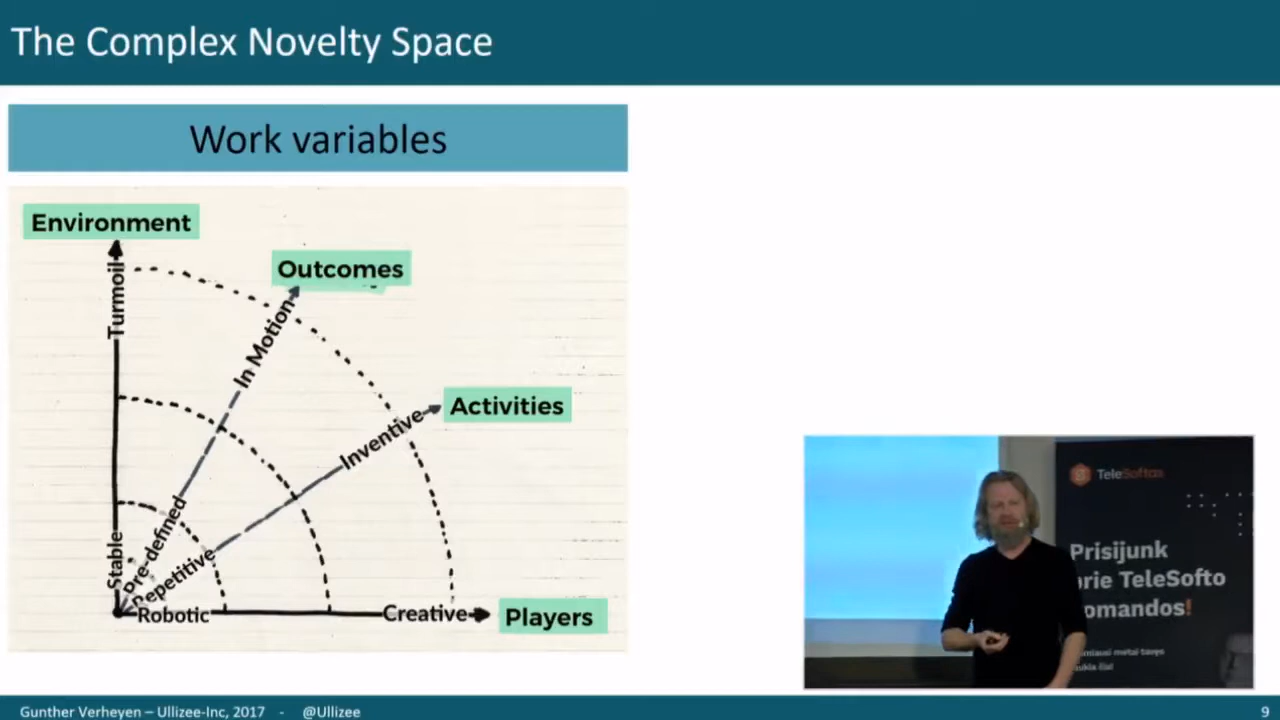 The Complex Novelty Space
Work variables
Environment
Outcomes
Activities
Players
Turmoil
Stable
In Motion
Pre-defined
Inventive
Repetitive
Robotic
Creative
TeleSoftas
Prisijunk
prie TeleSofto
komandos!
Gunther Verheyen – Ullizee-Inc, 2017 - @Ullizee
9